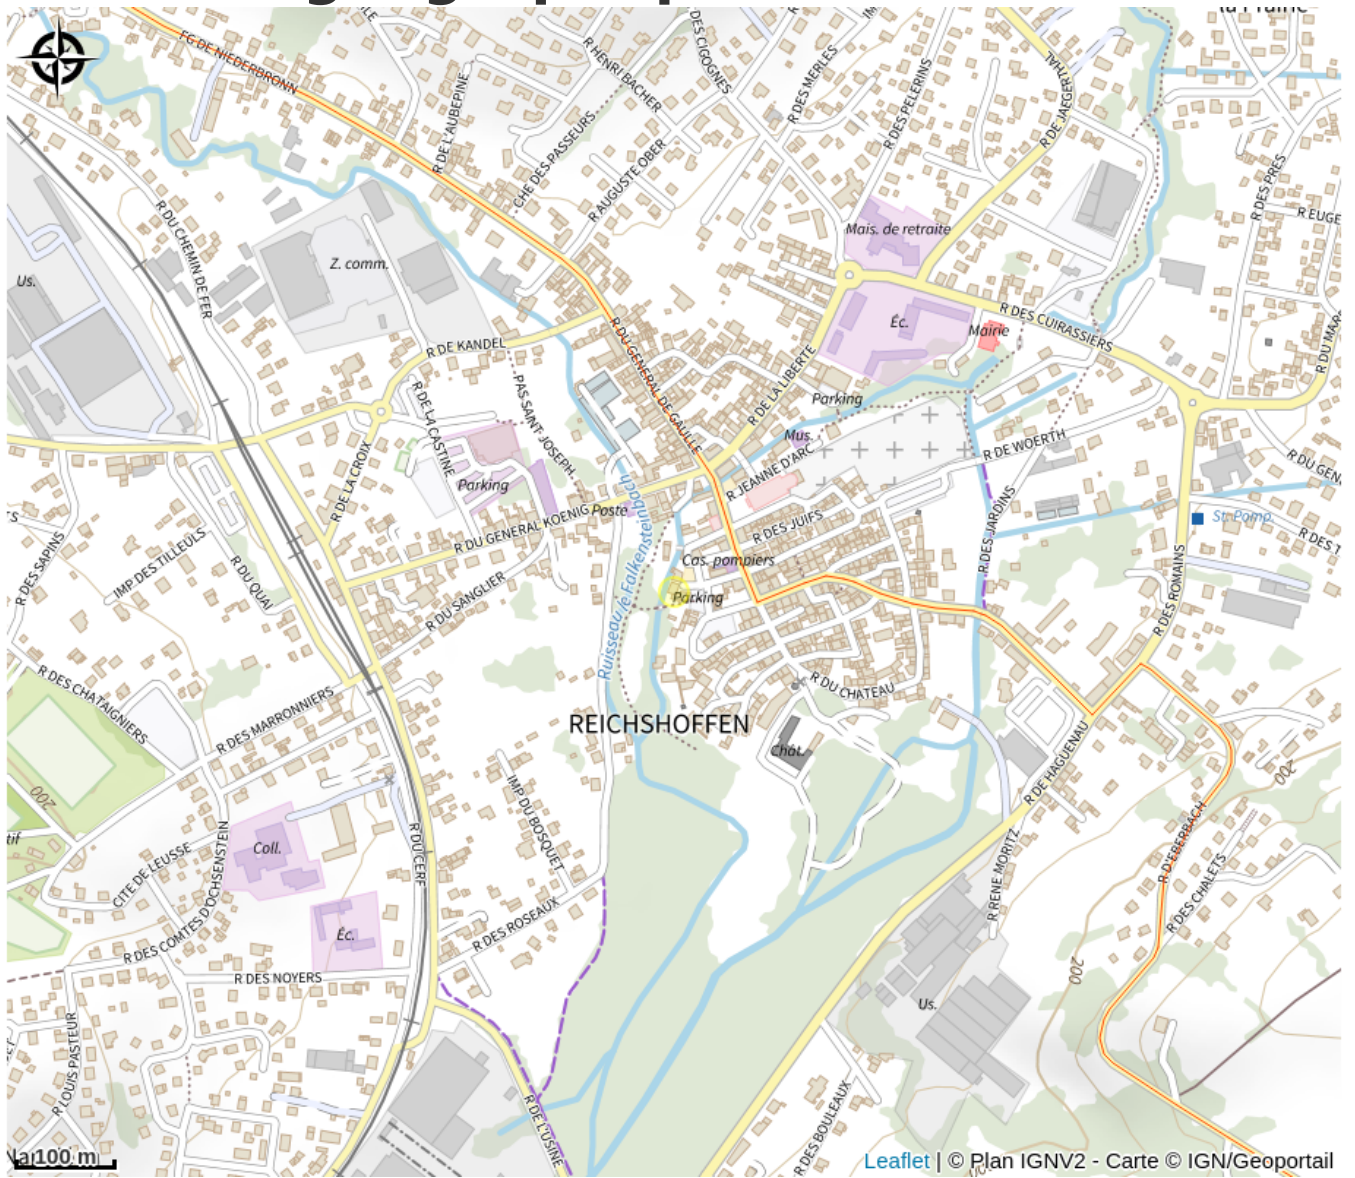 la Prairie
FG DE NIEDERBRONN
R DE L'AUBEPINE
R HENRI BACHER
DES CIGOGNES
R DES MERLES
R DES PELERINS
R DE JAEGERTHAL
CHE DES PASSEURS
R AUGUSTE OBER
R DES PRES
R EUGE
R DU CHEMIN DE FER
Mais. de retraite
Z. comm.
Us.
Éc.
Mairie
R DES CUIRASSIERS
R DU MAR
R DE KANDEL
R DU GENERAL DE GAULLE
R DE LA LIBERTE
PAS SAINT-JOSEPH
R DE LA CASTINE
Parking
Mus.
R DE WOERTH
R DE LA CROIX
Parking
R JEANNE D'ARC
R DU GEN
Ruisseau le Falkensteinbach
Poste
R DU GENERAL KOENIG
R DES JUIFS
R DES JARDINS
St. Pomp.
R DES T
R DES SAPINS
IMP DES TILLEULS
R DU QUAI
R DU SANGLIER
Cas. pompiers
Parking
R DES ROMAINS
R DES CHATAIGNIERS
R DES MARRONNIERS
R DU CHATEAU
REICHSHOFFEN
Chât.
R DE HAGUENAU
200
200
tif
IMP DU BOSQUET
R DU CERF
Coll.
CITE DE LEUSSE
R DES COMTES D'OCHSENSTEIN
R D'EBERBACH
R RENE MORITZ
R DES CHALETS
Éc.
R DES ROSEAUX
R DES NOYERS
200
Us.
R LOUIS PASTEUR
R DE L'USINE
R DES BOULEAUX
100 m
Leaflet | © Plan IGNV2 - Carte © IGN/Geoportail